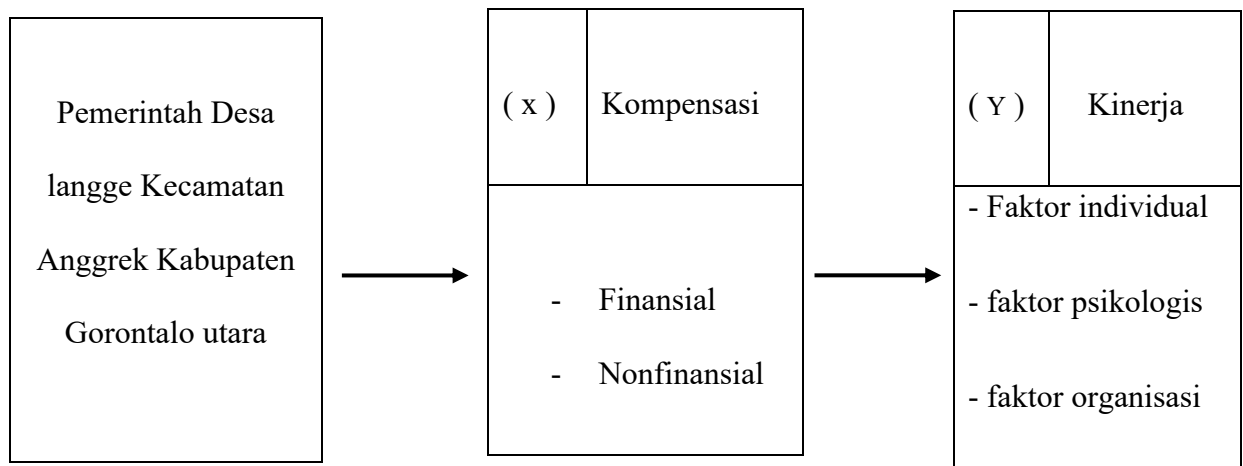 Pemerintah Desa
langge Kecamatan
Anggrek Kabupaten
Gorontalo utara
( x ) Kompensasi
- Finansial
- Nonfinansial
( Y ) Kinerja
- Faktor individual
- faktor psikologis
- faktor organisasi